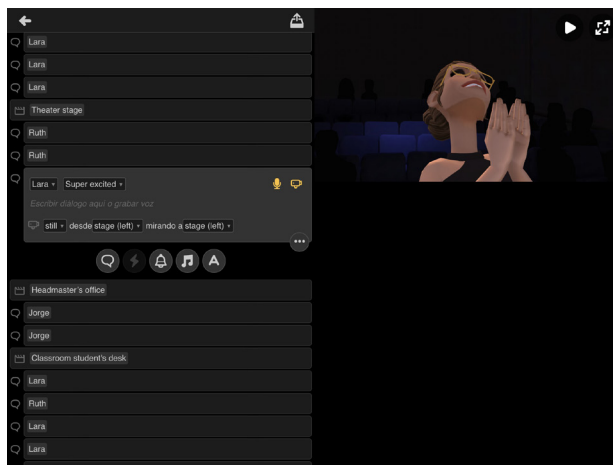 Lara
Lara
Lara
Theater stage
Ruth
Ruth
Lara Super excited
Escribir diálogo aquí o grabar voz
still desde stage (left) mirando a stage (left)
A
Headmaster's office
Jorge
Jorge
Classroom student's desk
Lara
Ruth
Lara
Lara